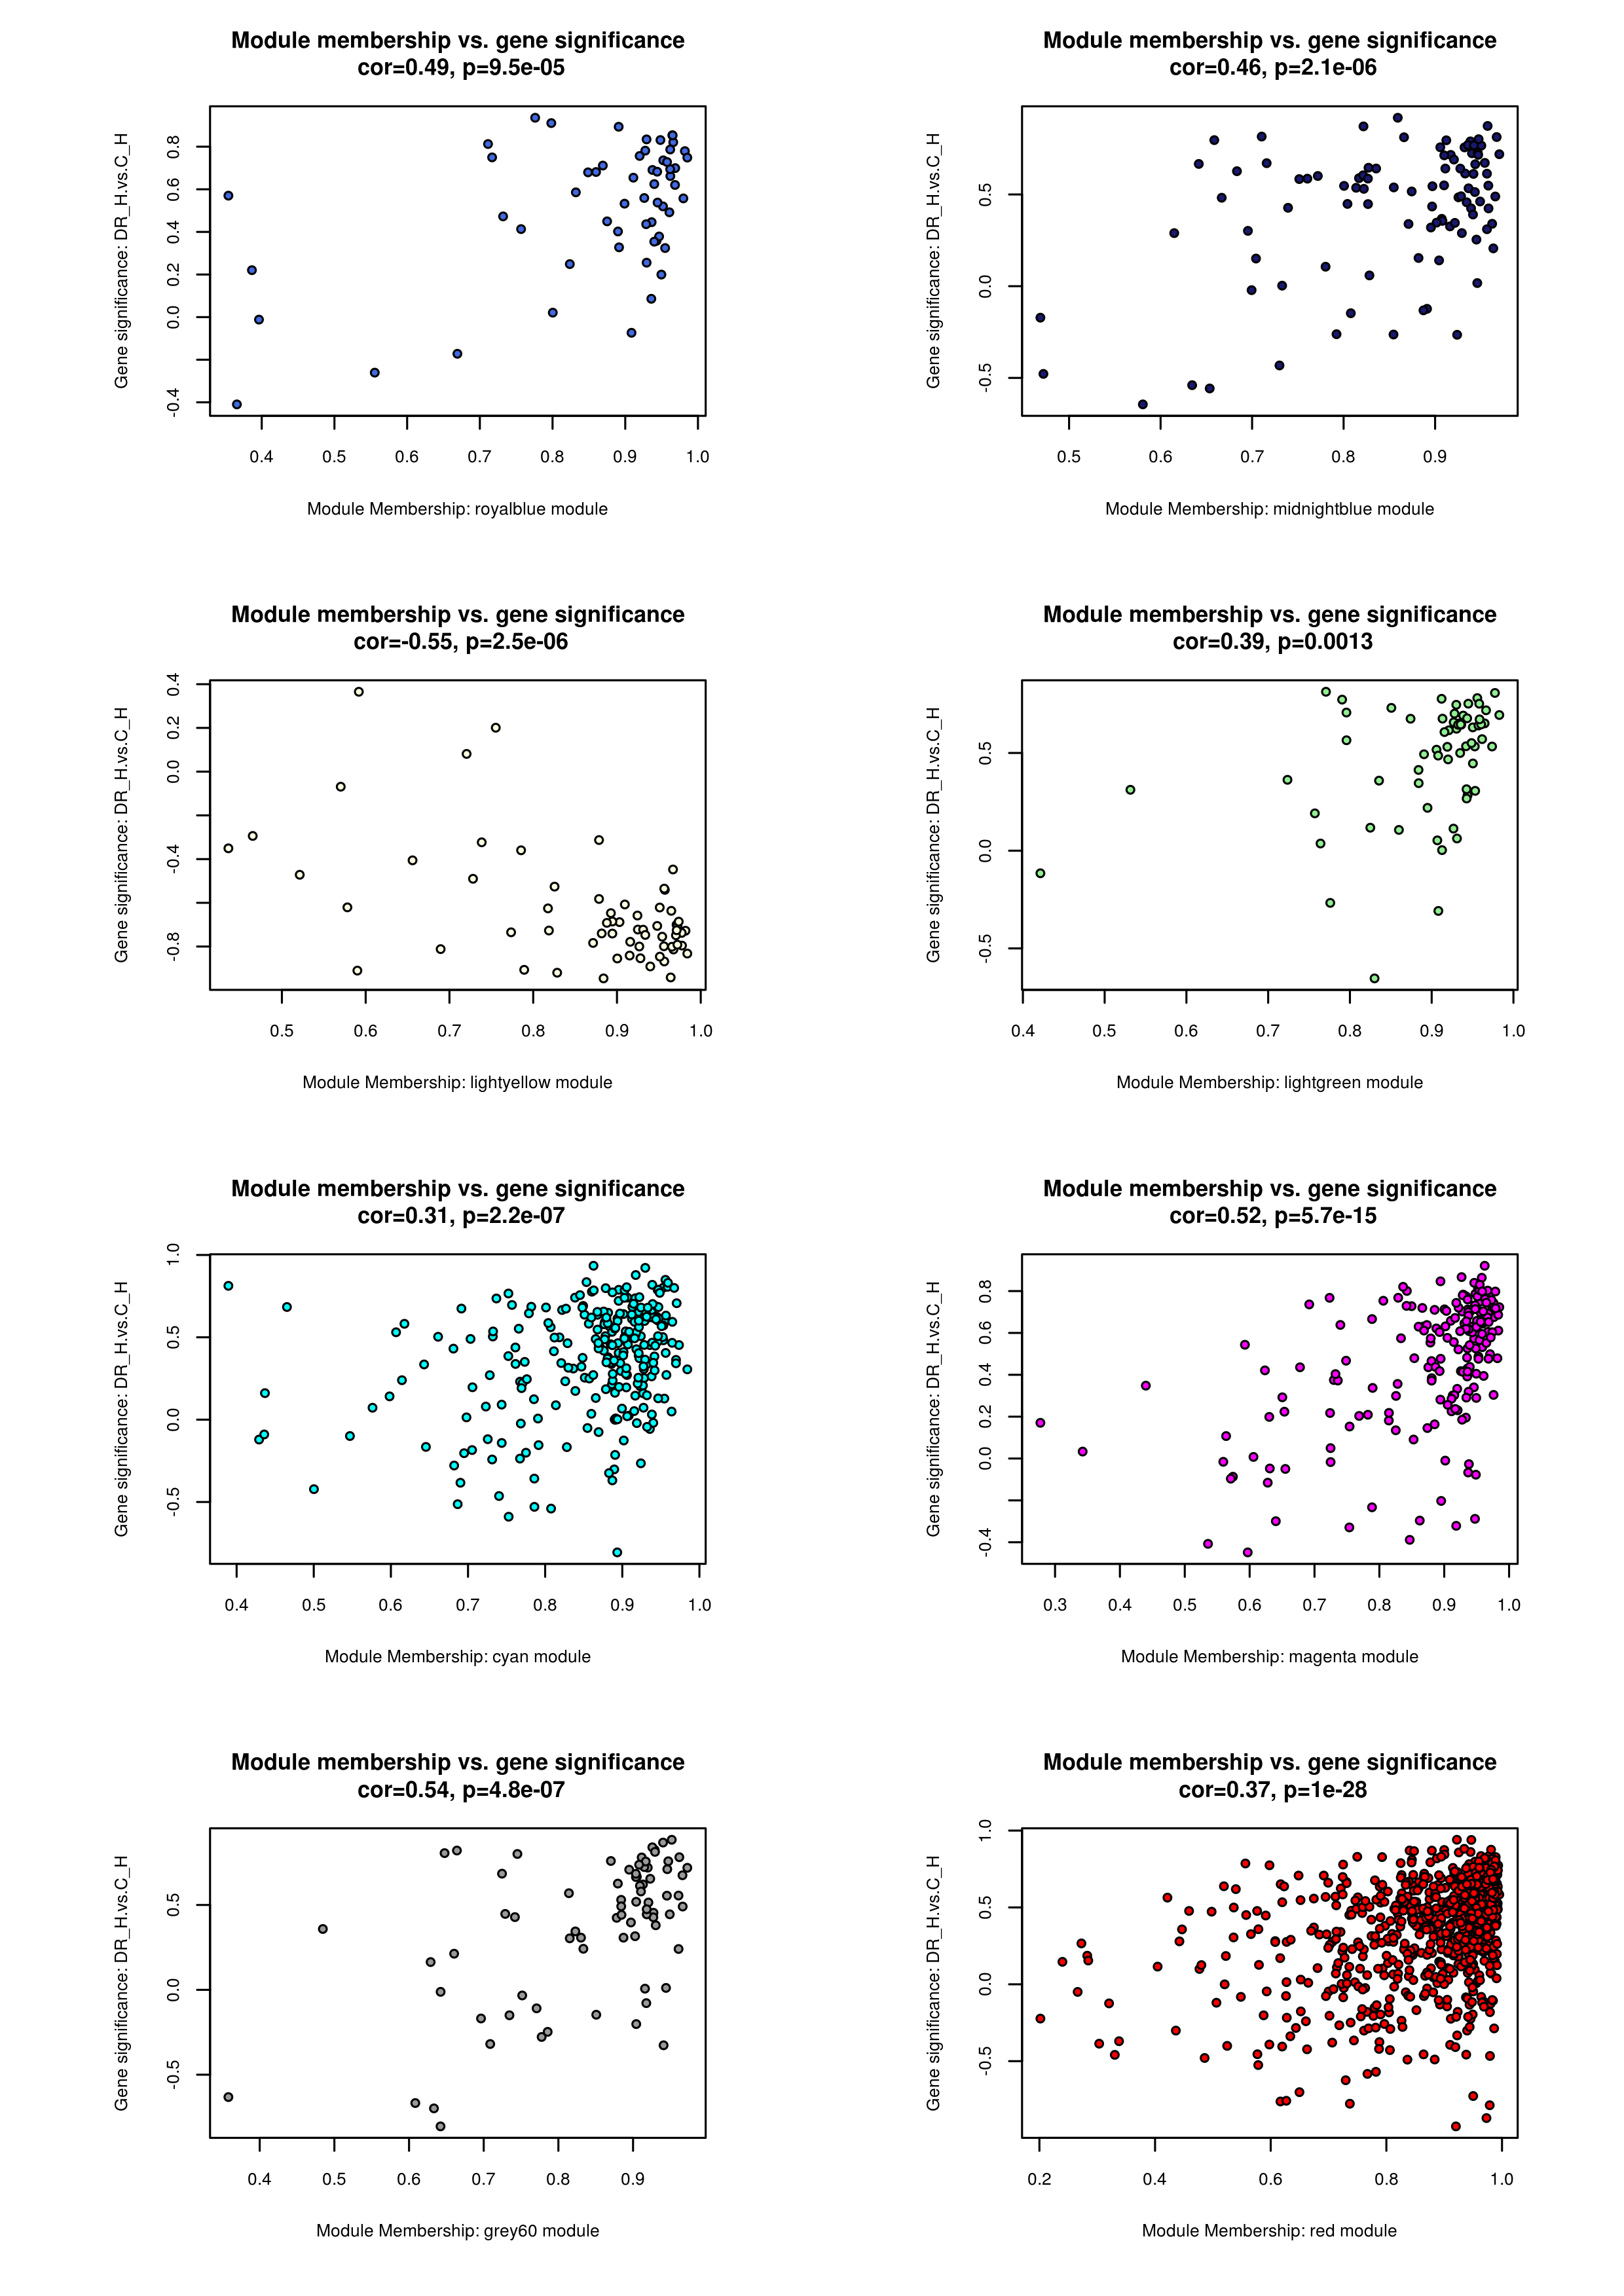 Module membership vs. gene significance
cor=0.49, p=9.5e-05
Gene significance: DR_H.vs.C_H
-0.4 0.0 0.2 0.4 0.6 0.8
0.4 0.5 0.6 0.7 0.8 0.9 1.0
Module Membership: royalblue module
Module membership vs. gene significance
cor=0.46, p=2.1e-06
Gene significance: DR_H.vs.C_H
-0.5 0.0 0.5
0.5 0.6 0.7 0.8 0.9
Module Membership: midnightblue module
Module membership vs. gene significance
cor=-0.55, p=2.5e-06
Gene significance: DR_H.vs.C_H
-0.8 -0.4 0.0 0.2 0.4
0.5 0.6 0.7 0.8 0.9 1.0
Module Membership: lightyellow module
Module membership vs. gene significance
cor=0.39, p=0.0013
Gene significance: DR_H.vs.C_H
-0.5 0.0 0.5
0.4 0.5 0.6 0.7 0.8 0.9 1.0
Module Membership: lightgreen module
Module membership vs. gene significance
cor=0.31, p=2.2e-07
Gene significance: DR_H.vs.C_H
-0.5 0.0 0.5 1.0
0.4 0.5 0.6 0.7 0.8 0.9 1.0
Module Membership: cyan module
Module membership vs. gene significance
cor=0.52, p=5.7e-15
Gene significance: DR_H.vs.C_H
-0.4 0.0 0.2 0.4 0.6 0.8
0.3 0.4 0.5 0.6 0.7 0.8 0.9 1.0
Module Membership: magenta module
Module membership vs. gene significance
cor=0.54, p=4.8e-07
Gene significance: DR_H.vs.C_H
-0.5 0.0 0.5
0.4 0.5 0.6 0.7 0.8 0.9
Module Membership: grey60 module
Module membership vs. gene significance
cor=0.37, p=1e-28
Gene significance: DR_H.vs.C_H
-0.5 0.0 0.5 1.0
0.2 0.4 0.6 0.8 1.0
Module Membership: red module